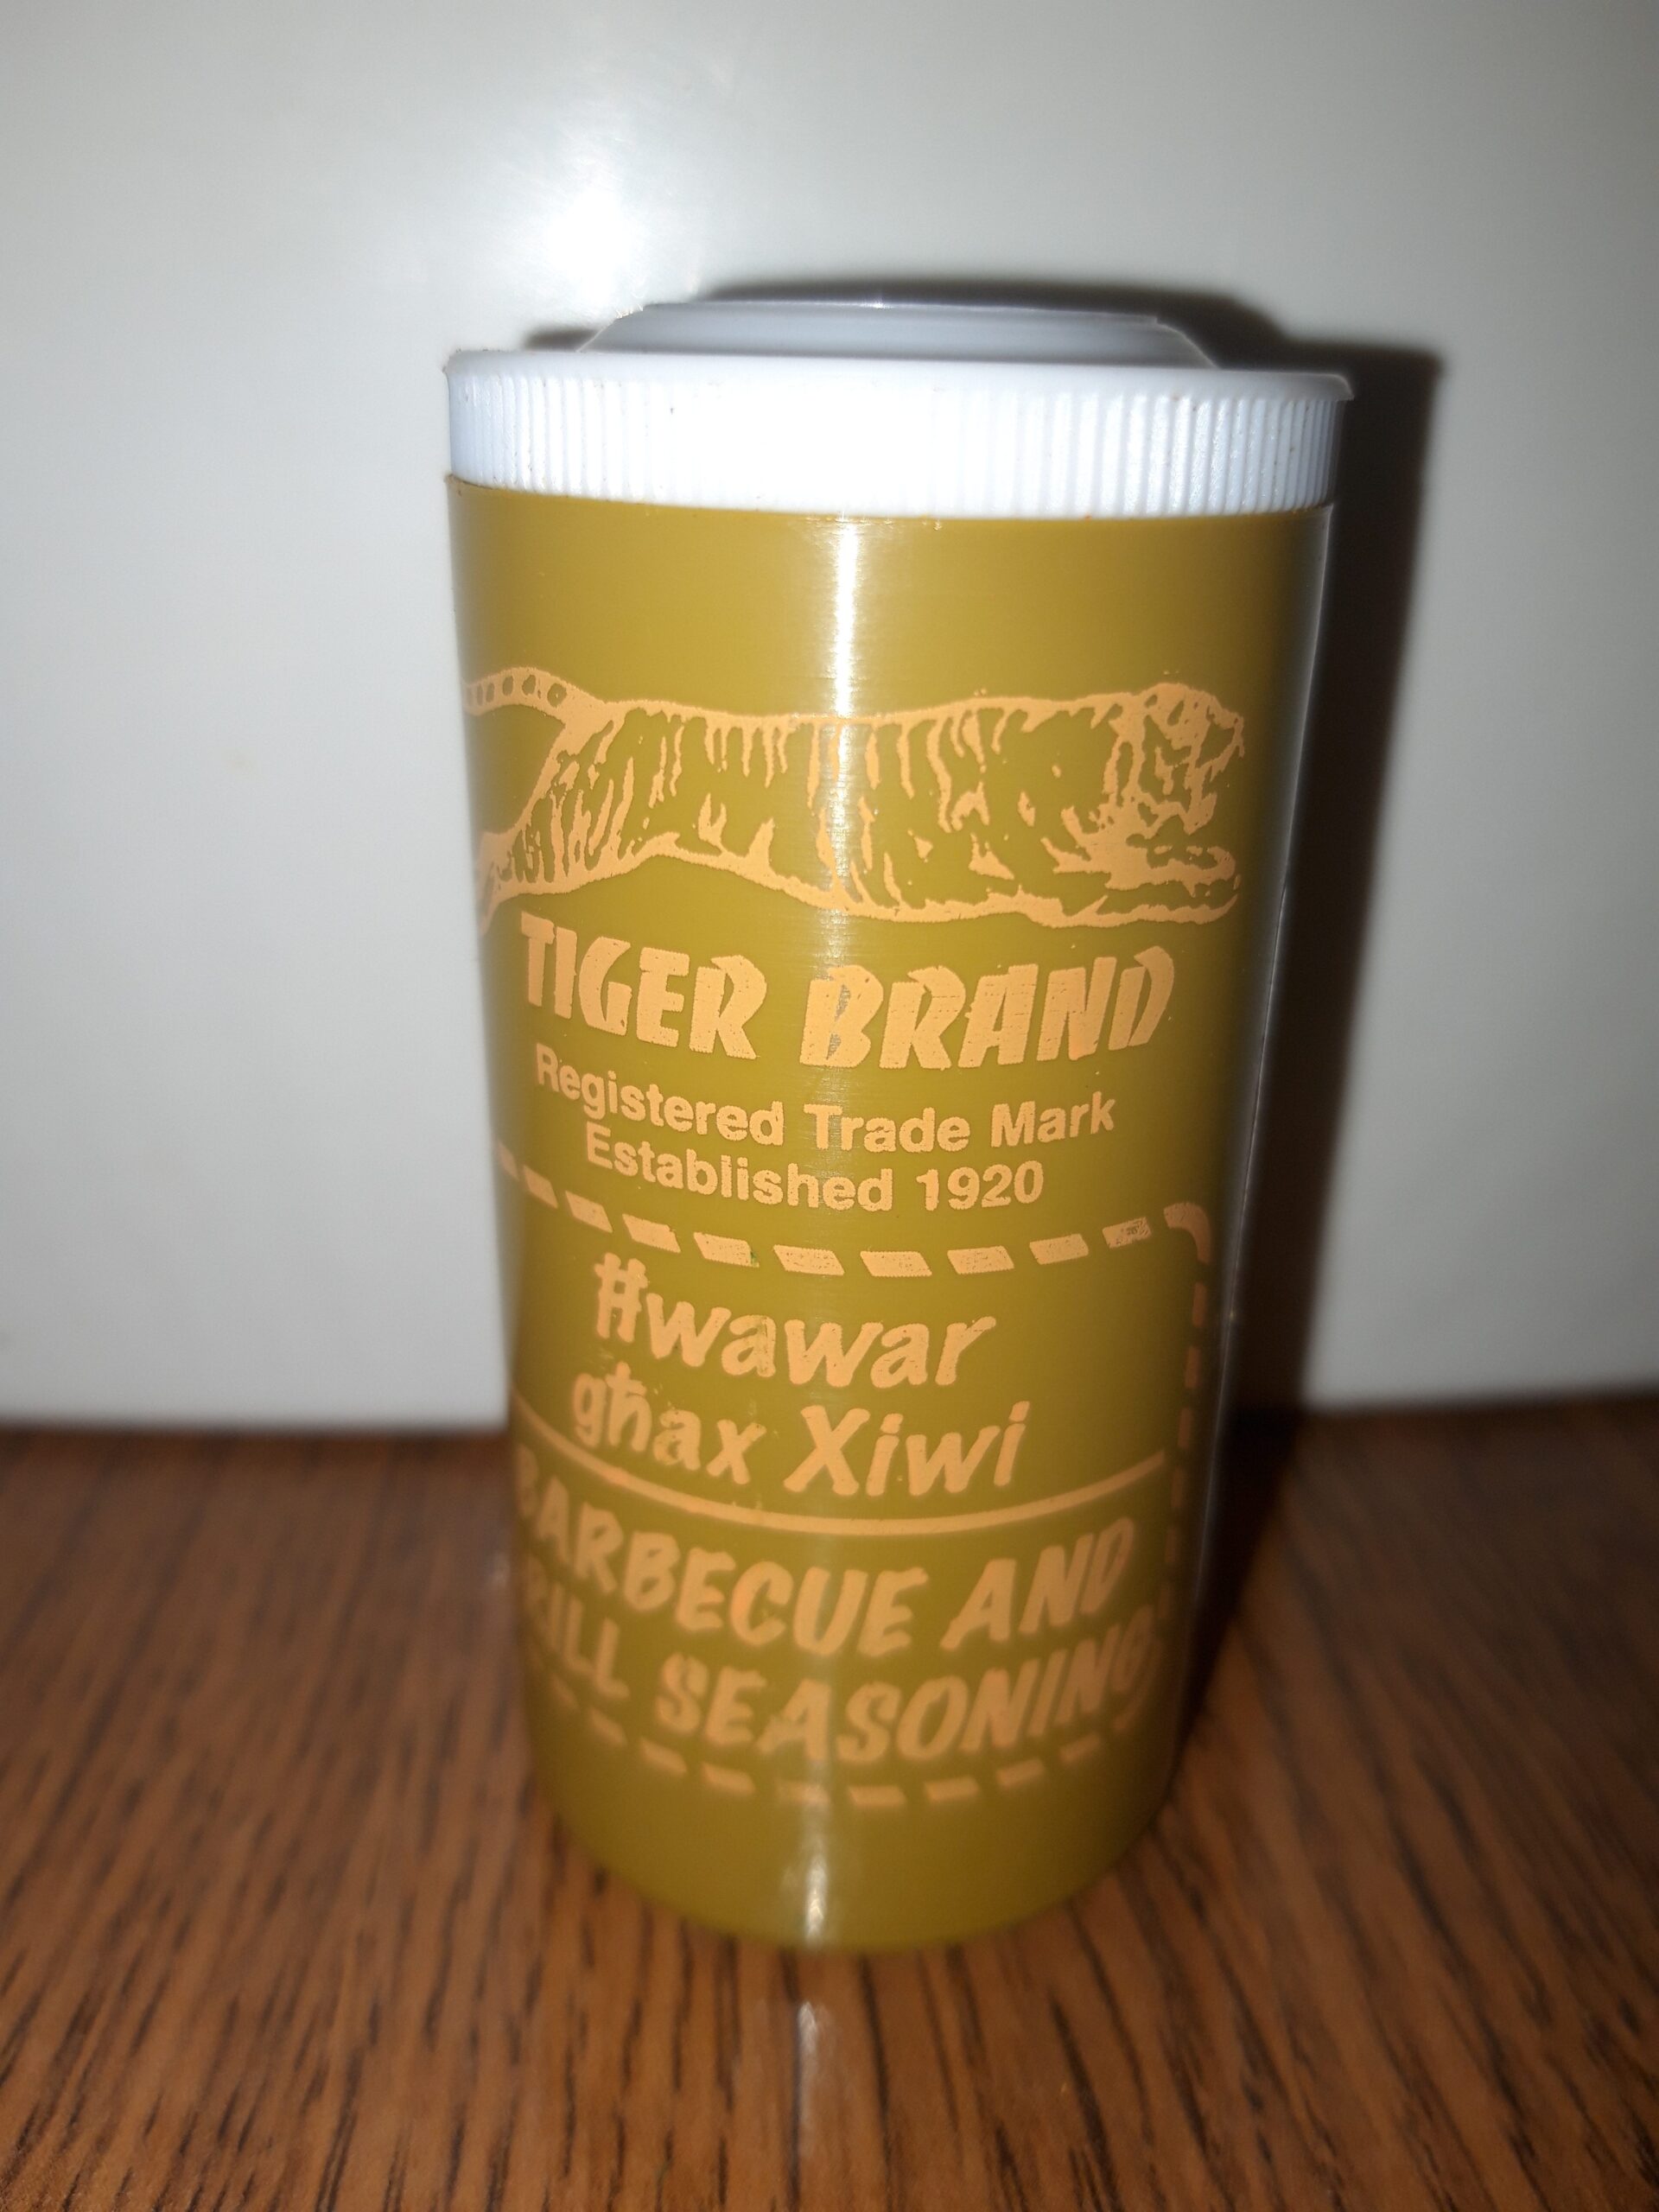 TIGER BRAND
Registered Trade Mark
Established 1920
Ħwawar
għax Xiwi
BARBECUE AND
GRILL SEASONING